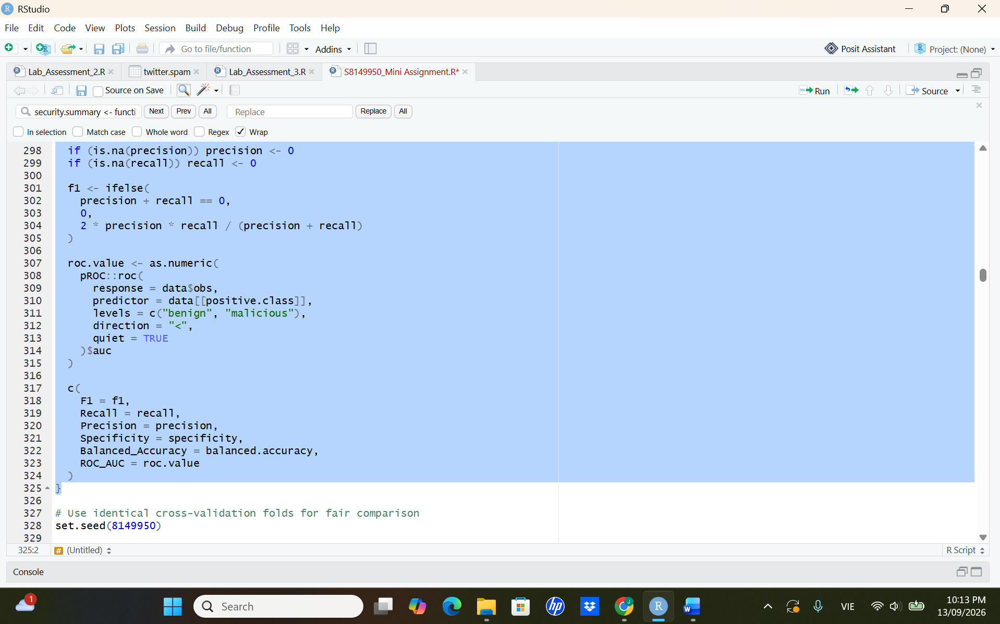 RStudio
File Edit Code View Plots Session Build Debug Profile Tools Help
Go to file/function Addins Posit Assistant Project: (None)
Lab_Assessment_2.R twitter.spam Lab_Assessment_3.R S8149950_Mini Assignment.R*
Source on Save Run Source
security.summary <- functi Next Prev All Replace Replace All
In selection Match case Whole word Regex Wrap
298 if (is.na(precision)) precision <- 0
299 if (is.na(recall)) recall <- 0
300
301 f1 <- ifelse(
302 precision + recall == 0,
303 0,
304 2 * precision * recall / (precision + recall)
305 )
306
307 roc.value <- as.numeric(
308 pROC::roc(
309 response = data$obs,
310 predictor = data[[positive.class]],
311 levels = c("benign", "malicious"),
312 direction = "<",
313 quiet = TRUE
314 )$auc
315 )
316
317 c(
318 F1 = f1,
319 Recall = recall,
320 Precision = precision,
321 Specificity = specificity,
322 Balanced_Accuracy = balanced.accuracy,
323 ROC_AUC = roc.value
324 )
325 }
326
327 # Use identical cross-validation folds for fair comparison
328 set.seed(8149950)
329
325:2 # (Untitled) R Script
Console
1 Search hp J R W VIE 10:13 PM
13/09/2026